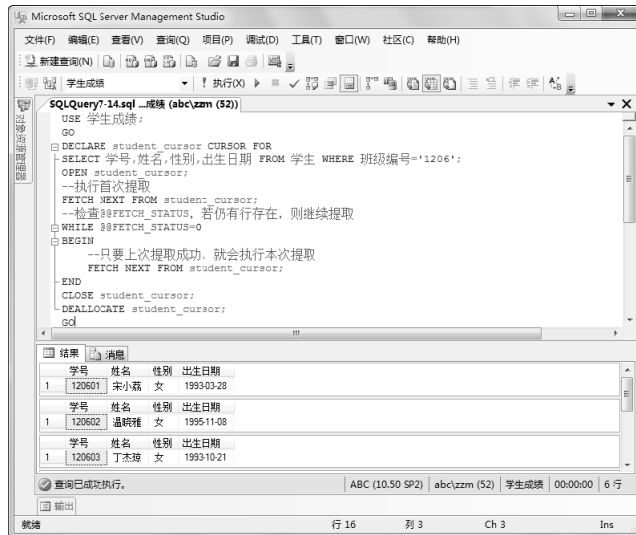 Microsoft SQL Server Management Studio
文件(F) 编辑(E) 查看(V) 查询(Q) 项目(P) 调试(D) 工具(T) 窗口(W) 社区(C) 帮助(H)
新建查询(N)
学生成绩 执行(X)
对象资源管理器
SQLQuery7-14.sql ...成绩 (abc\zzm (52))
USE 学生成绩;
GO
DECLARE student_cursor CURSOR FOR
SELECT 学号,姓名,性别,出生日期 FROM 学生 WHERE 班级编号='1206';
OPEN student_cursor;
--执行首次提取
FETCH NEXT FROM student_cursor;
--检查@@FETCH_STATUS, 若仍有行存在, 则继续提取
WHILE @@FETCH_STATUS=0
BEGIN
--只要上次提取成功, 就会执行本次提取
FETCH NEXT FROM student_cursor;
END
CLOSE student_cursor;
DEALLOCATE student_cursor;
GO
结果 消息
学号 姓名 性别 出生日期
1 120601 宋小荔 女 1993-03-28
学号 姓名 性别 出生日期
1 120602 温晓雅 女 1995-11-08
学号 姓名 性别 出生日期
1 120603 丁杰琼 女 1993-10-21
查询已成功执行。 ABC (10.50 SP2) abc\zzm (52) 学生成绩 00:00:00 6 行
输出
就绪 行 16 列 3 Ch 3 Ins